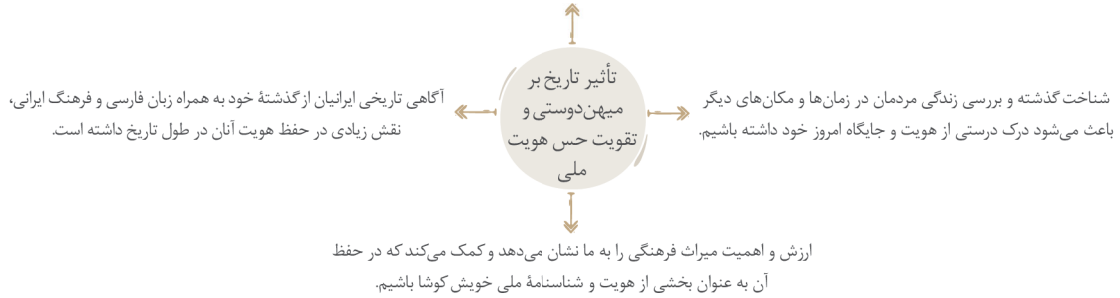 تأثیر تاریخ بر
میهن‌دوستی و
تقویت حس هویت
ملی
شناخت گذشته و بررسی زندگی مردمان در زمان‌ها و مکان‌های دیگر
باعث می‌شود درک درستی از هویت و جایگاه امروز خود داشته باشیم.
آگاهی تاریخی ایرانیان از گذشتهٔ خود به همراه زبان فارسی و فرهنگ ایرانی،
نقش زیادی در حفظ هویت آنان در طول تاریخ داشته است.
ارزش و اهمیت میراث فرهنگی را به ما نشان می‌دهد و کمک می‌کند که در حفظ
آن به عنوان بخشی از هویت و شناسنامهٔ ملی خویش کوشا باشیم.